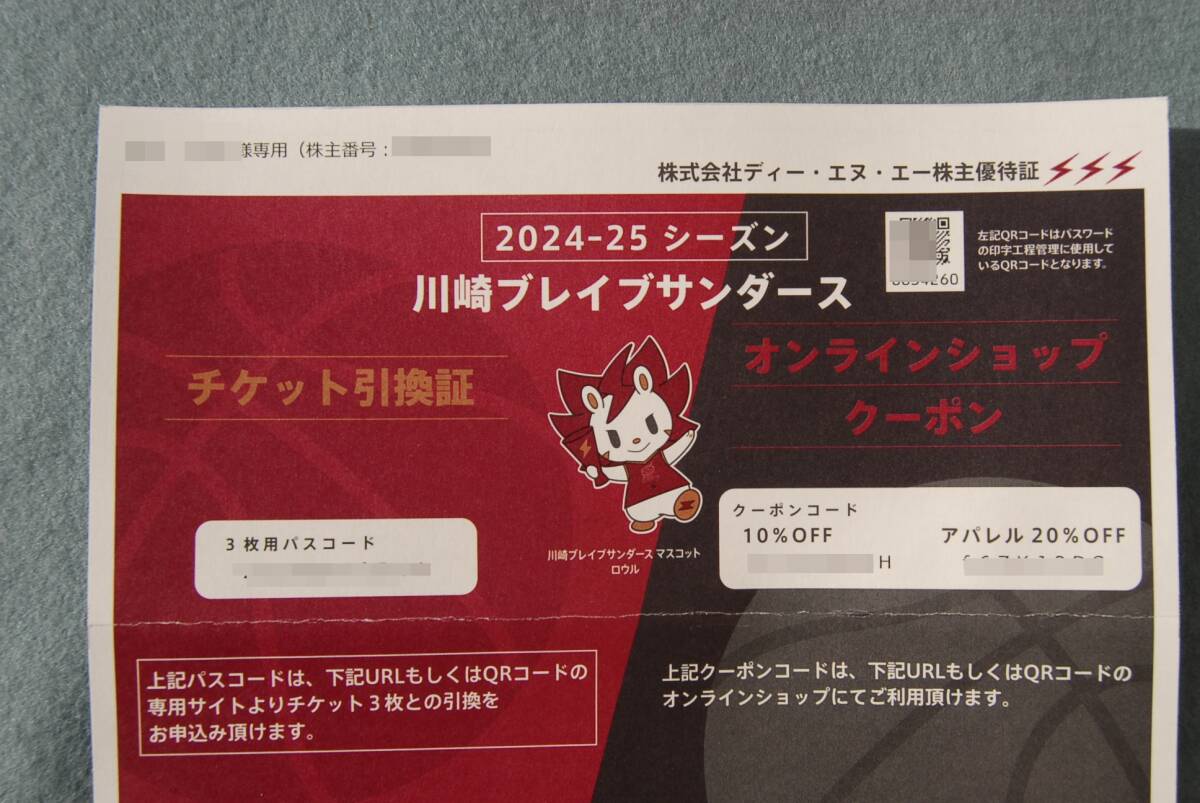 様専用（株主番号：
株式会社ディー・エヌ・エー株主優待証
2024-25 シーズン
川崎ブレイブサンダース
左記QRコードはパスワード
の印字工程管理に使用して
いるQRコードとなります。
チケット引換証
オンラインショップ
クーポン
3枚用パスコード
川崎ブレイブサンダース マスコット
ロウル
クーポンコード
10%OFF
アパレル 20%OFF
H
上記パスコードは、下記URLもしくはQRコードの
専用サイトよりチケット3枚との引換を
お申込み頂けます。
上記クーポンコードは、下記URLもしくはQRコードの
オンラインショップにてご利用頂けます。